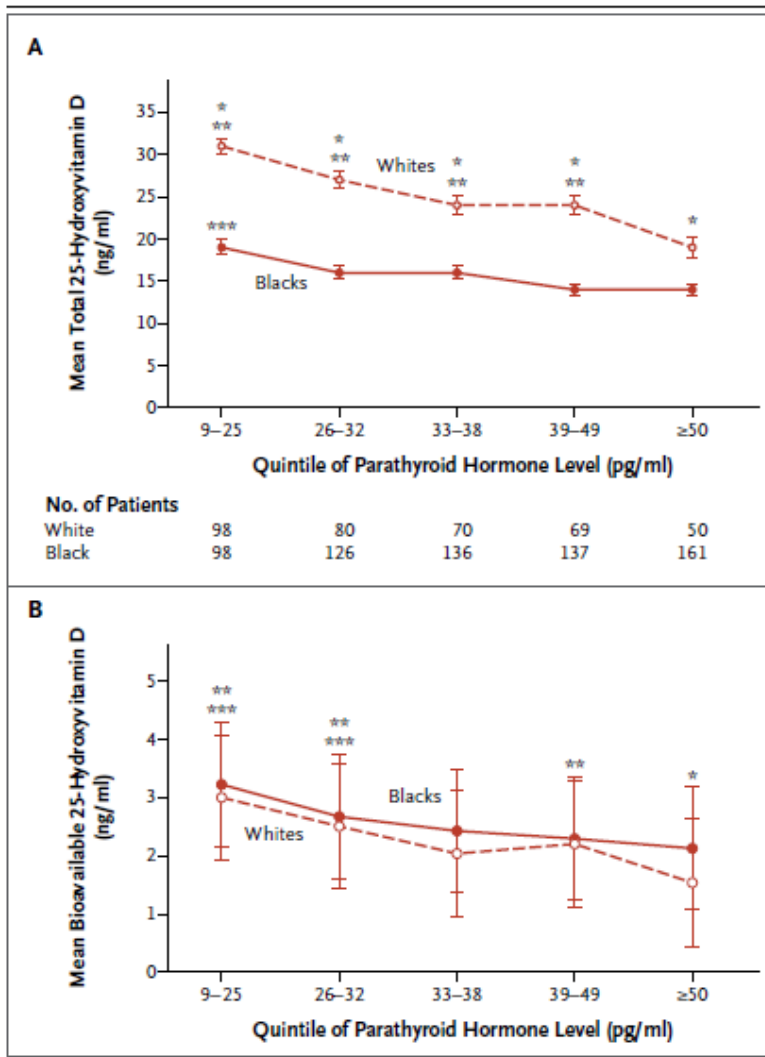 A
Mean Total 25-Hydroxyvitamin D
(ng/ml)
35
30
25
20
15
10
5
0
*
**
*
**
*
**
*
**
*
***
Whites
Blacks
9–25
26–32
33–38
39–49
≥50
Quintile of Parathyroid Hormone Level (pg/ml)
No. of Patients
White 98 80 70 69 50
Black 98 126 136 137 161
B
Mean Bioavailable 25-Hydroxyvitamin D
(ng/ml)
5
4
3
2
1
0
**
***
**
***
**
*
Blacks
Whites
9–25
26–32
33–38
39–49
≥50
Quintile of Parathyroid Hormone Level (pg/ml)